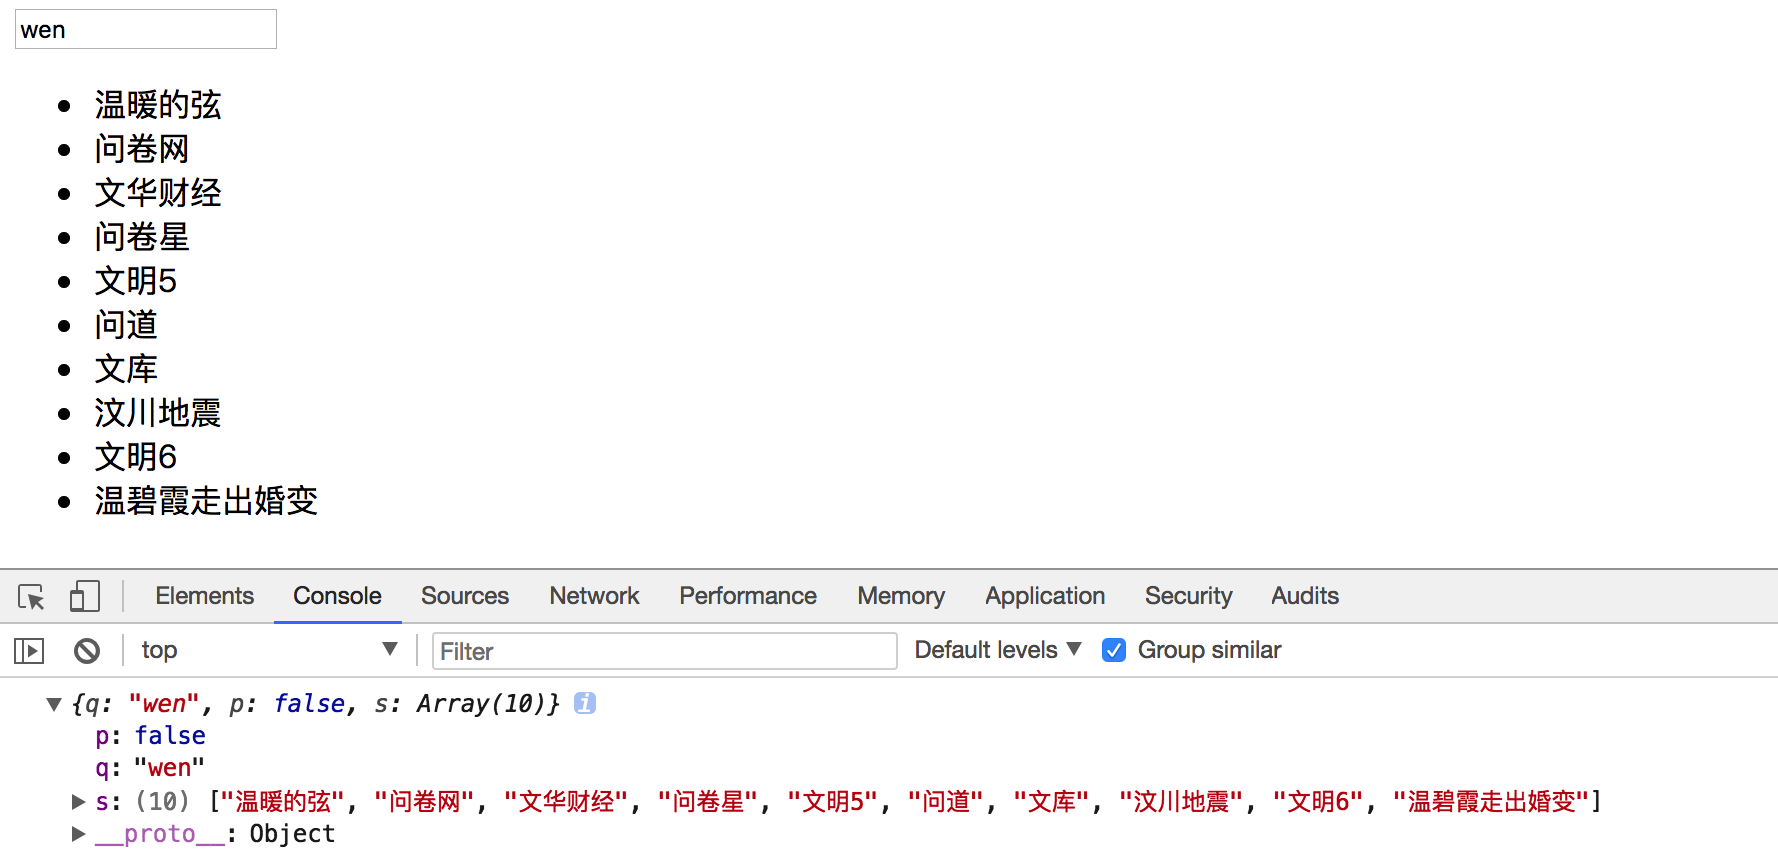 wen
温暖的弦
问卷网
文华财经
问卷星
文明5
问道
文库
汶川地震
文明6
温碧霞走出婚变
Elements Console Sources Network Performance Memory Application Security Audits
top Filter Default levels Group similar
{q: "wen", p: false, s: Array(10)} i
p: false
q: "wen"
s: (10) ["温暖的弦", "问卷网", "文华财经", "问卷星", "文明5", "问道", "文库", "汶川地震", "文明6", "温碧霞走出婚变"]
__proto__: Object